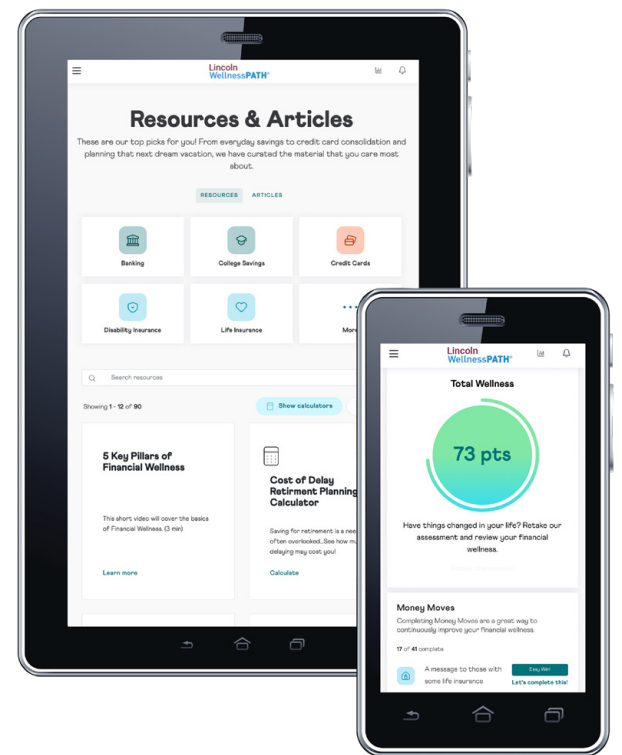 Lincoln
WellnessPATH®
Resources & Articles
These are our top picks for you! From everyday savings to credit card consolidation and
planning that next dream vacation, we have curated the material that you care most
about.
RESOURCES ARTICLES
Banking
College Savings
Credit Cards
Disability Insurance
Life Insurance
More
Search resources
Showing 1 - 12 of 90
Show calculators
5 Key Pillars of
Financial Wellness
This short video will cover the basics
of Financial Wellness. (3 min)
Learn more
Cost of Delay
Retirment Planning
Calculator
Saving for retirement is a nee
often overlooked...See how mu
delaying may cost you!
Calculate
Lincoln
WellnessPATH®
Total Wellness
73 pts
Have things changed in your life? Retake our
assessment and review your financial
wellness.
Money Moves
Completing Money Moves are a great way to
continuously improve your financial wellness.
17 of 41 complete
A message to those with
some life insurance
Easy Win!
Let's complete this!